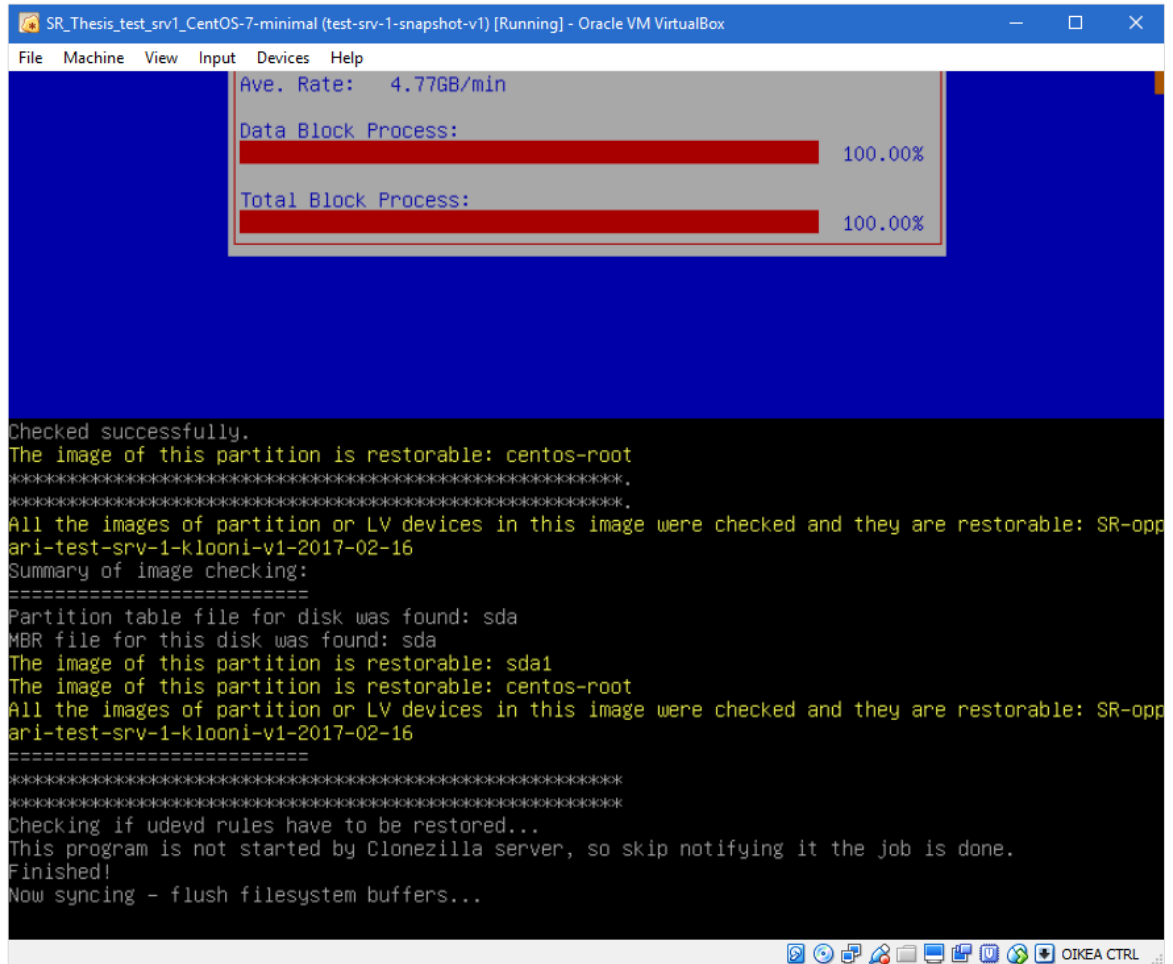 SR_Thesis_test_srv1_CentOS-7-minimal (test-srv-1-snapshot-v1) [Running] - Oracle VM VirtualBox
File Machine View Input Devices Help
Ave. Rate: 4.77GB/min
Data Block Process:
100.00%
Total Block Process:
100.00%
Checked successfully.
The image of this partition is restorable: centos-root
*****************************************************.
*****************************************************.
All the images of partition or LV devices in this image were checked and they are restorable: SR-opp
ari-test-srv-1-klooni-v1-2017-02-16
Summary of image checking:
==========================
Partition table file for disk was found: sda
MBR file for this disk was found: sda
The image of this partition is restorable: sda1
The image of this partition is restorable: centos-root
All the images of partition or LV devices in this image were checked and they are restorable: SR-opp
ari-test-srv-1-klooni-v1-2017-02-16
==========================
*****************************************************
*****************************************************
Checking if udevd rules have to be restored...
This program is not started by Clonezilla server, so skip notifying it the job is done.
Finished!
Now syncing - flush filesystem buffers...
OIKEA CTRL